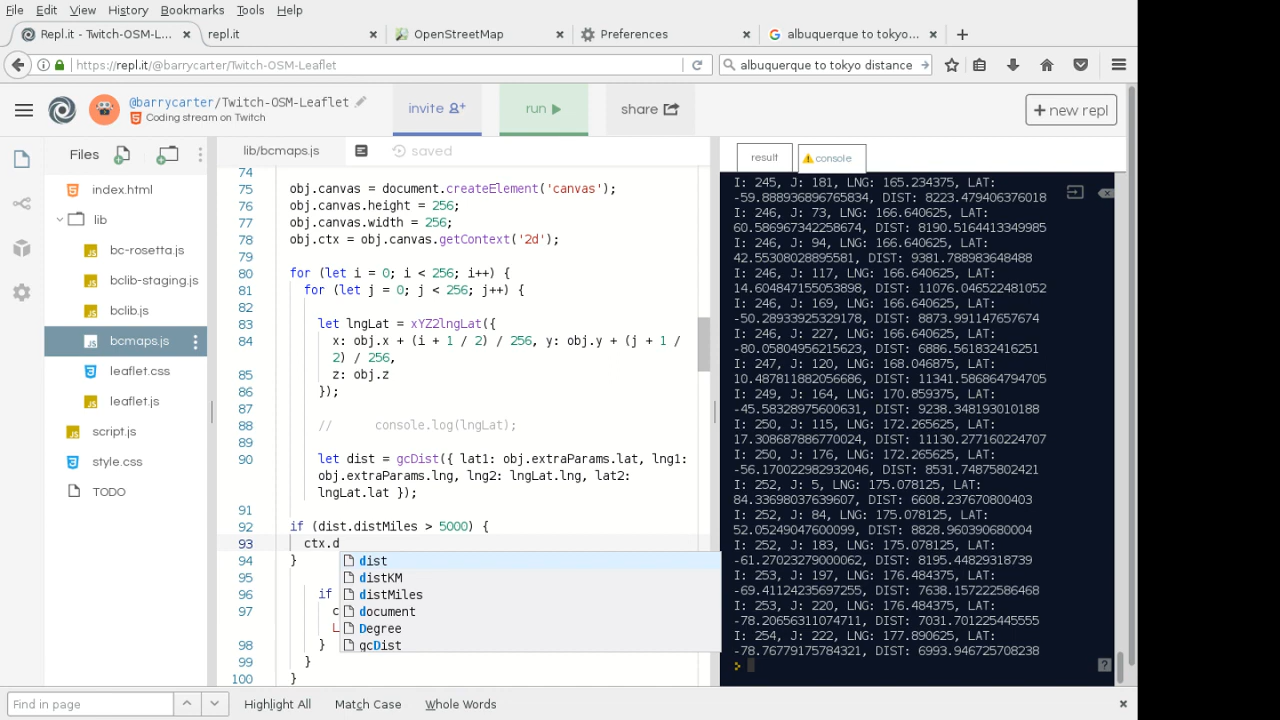 File Edit View History Bookmarks Tools Help
Repl.it - Twitch-OSM-L... × repl.it × OpenStreetMap × Preferences × albuquerque to tokyo... × +
https://repl.it/@barrycarter/Twitch-OSM-Leaflet
albuquerque to tokyo distance
@barrycarter/Twitch-OSM-Leaflet
Coding stream on Twitch
invite
run
share
+ new repl
Files
index.html
lib
bc-rosetta.js
bclib-staging.js
bclib.js
bcmaps.js
leaflet.css
leaflet.js
script.js
style.css
TODO
lib/bcmaps.js
saved
74
75 obj.canvas = document.createElement('canvas');
76 obj.canvas.height = 256;
77 obj.canvas.width = 256;
78 obj.ctx = obj.canvas.getContext('2d');
79
80 for (let i = 0; i < 256; i++) {
81 for (let j = 0; j < 256; j++) {
82
83 let lngLat = xYZ2lngLat({
84 x: obj.x + (i + 1 / 2) / 256, y: obj.y + (j + 1 /
2) / 256,
85 z: obj.z
86 });
87
88 // console.log(lngLat);
89
90 let dist = gcDist({ lat1: obj.extraParams.lat, lng1:
obj.extraParams.lng, lng2: lngLat.lng, lat2:
lngLat.lat });
91
92 if (dist.distMiles > 5000) {
93 ctx.d
94 }
95
96 if
97 c
L
98 }
99 }
100 }
dist
distKM
distMiles
document
Degree
gcDist
result
console
I: 245, J: 181, LNG: 165.234375, LAT:
-59.888936896765834, DIST: 8223.479406376018
I: 246, J: 73, LNG: 166.640625, LAT:
60.586967342258674, DIST: 8190.5164413349985
I: 246, J: 94, LNG: 166.640625, LAT:
42.55308028895581, DIST: 9381.788983648488
I: 246, J: 117, LNG: 166.640625, LAT:
14.604847155053898, DIST: 11076.046522481052
I: 246, J: 169, LNG: 166.640625, LAT:
-50.28933925329178, DIST: 8873.991147657674
I: 246, J: 227, LNG: 166.640625, LAT:
-80.05804956215623, DIST: 6886.561832416251
I: 247, J: 120, LNG: 168.046875, LAT:
10.487811882056686, DIST: 11341.586864794705
I: 249, J: 164, LNG: 170.859375, LAT:
-45.58328975600631, DIST: 9238.348193010188
I: 250, J: 115, LNG: 172.265625, LAT:
17.308687886770024, DIST: 11130.277160224707
I: 250, J: 176, LNG: 172.265625, LAT:
-56.170022982932046, DIST: 8531.74875802421
I: 252, J: 5, LNG: 175.078125, LAT:
84.33698037639607, DIST: 6608.237670800403
I: 252, J: 84, LNG: 175.078125, LAT:
52.05249047600099, DIST: 8828.960390680004
I: 252, J: 183, LNG: 175.078125, LAT:
-61.27023279000062, DIST: 8195.44829318739
I: 253, J: 197, LNG: 176.484375, LAT:
-69.41124235697255, DIST: 7638.157222586468
I: 253, J: 220, LNG: 176.484375, LAT:
-78.20656311074711, DIST: 7031.701225445555
I: 254, J: 222, LNG: 177.890625, LAT:
-78.76779175784321, DIST: 6993.946725708238
>
?
Find in page
Highlight All Match Case Whole Words